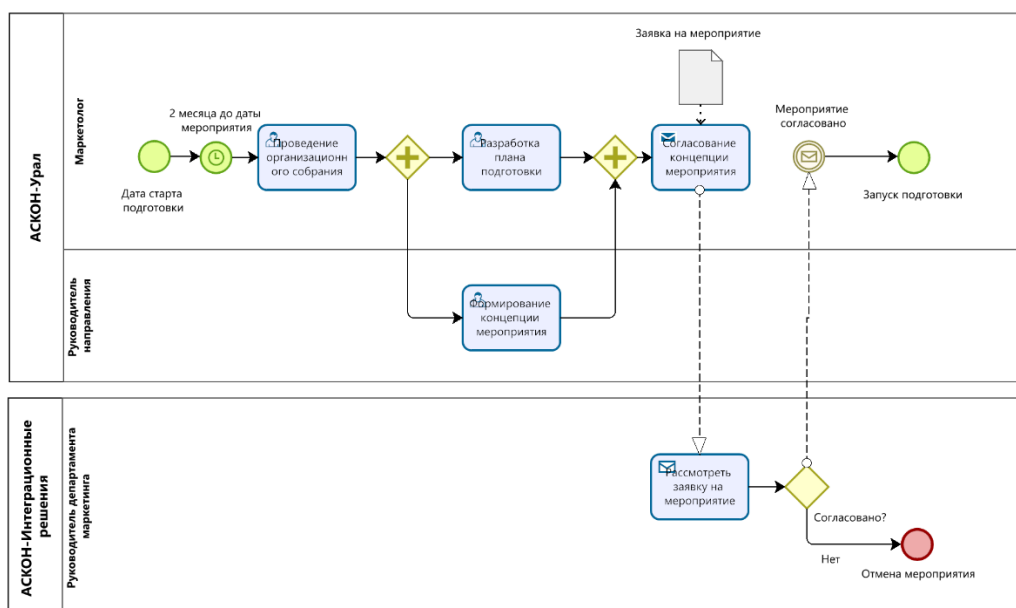 АСКОН-Урал
Маркетолог
Заявка на мероприятие
2 месяца до даты
мероприятия
Мероприятие
согласовано
Проведение
организационн
ого собрания
Разработка
плана
подготовки
Согласование
концепции
мероприятия
Дата старта
подготовки
Запуск подготовки
Руководитель
направления
Формирование
концепции
мероприятия
АСКОН-Интеграционные
решения
Руководитель департамента
маркетинга
Рассмотреть
заявку на
мероприятие
Согласовано?
Нет
Отмена мероприятия